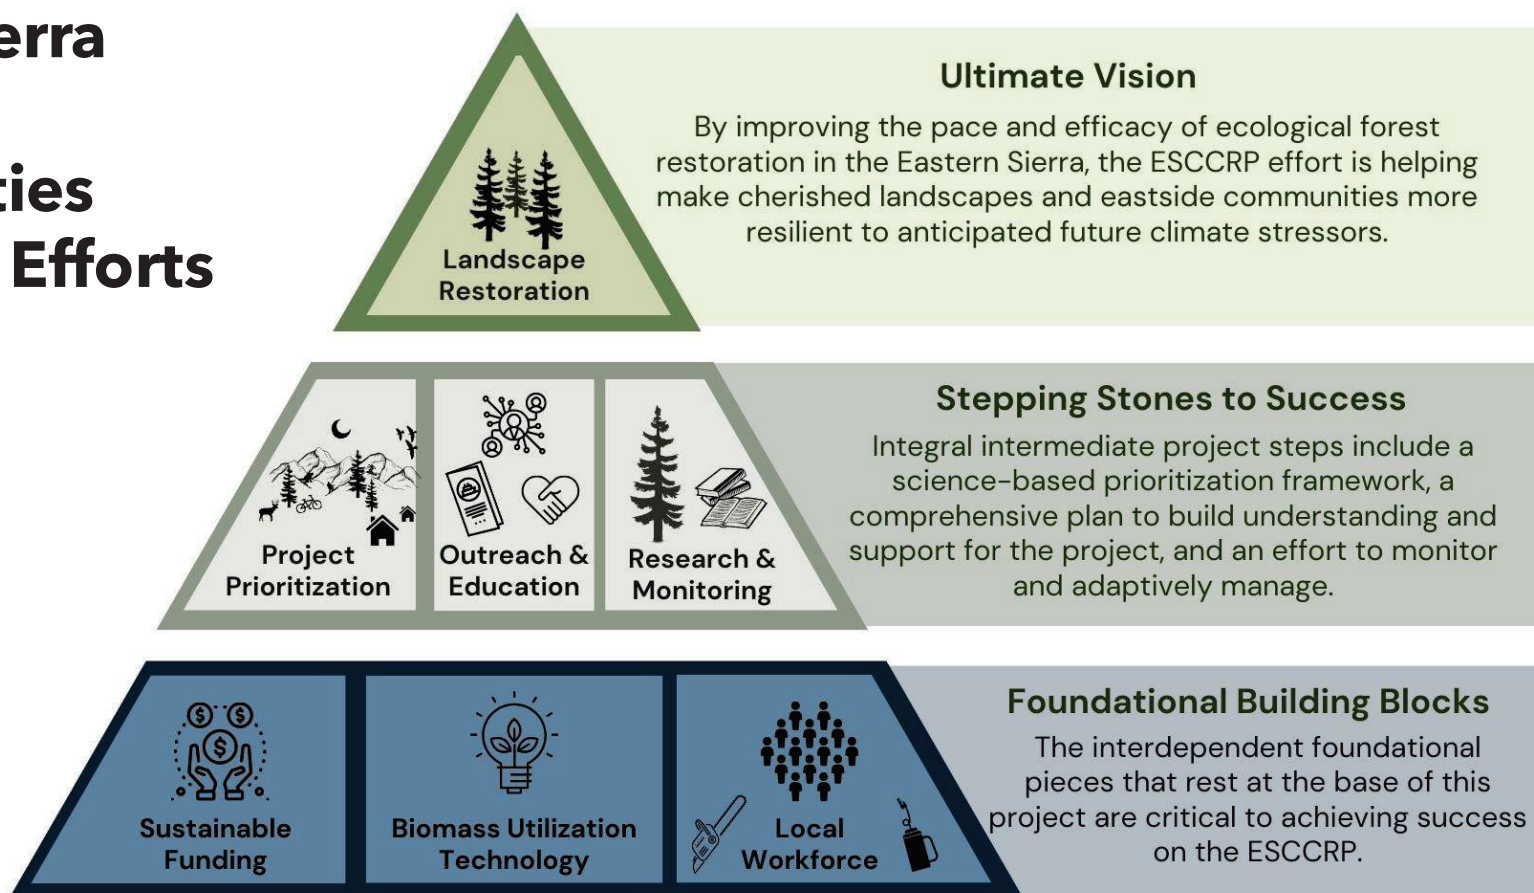 erra
ties
Efforts
Ultimate Vision
By improving the pace and efficacy of ecological forest
restoration in the Eastern Sierra, the ESCCRP effort is helping
make cherished landscapes and eastside communities more
resilient to anticipated future climate stressors.
Landscape
Restoration
Stepping Stones to Success
Integral intermediate project steps include a
science-based prioritization framework, a
comprehensive plan to build understanding and
support for the project, and an effort to monitor
and adaptively manage.
Project
Prioritization
Outreach &
Education
Research &
Monitoring
Foundational Building Blocks
The interdependent foundational
pieces that rest at the base of this
project are critical to achieving success
on the ESCCRP.
Sustainable
Funding
Biomass Utilization
Technology
Local
Workforce